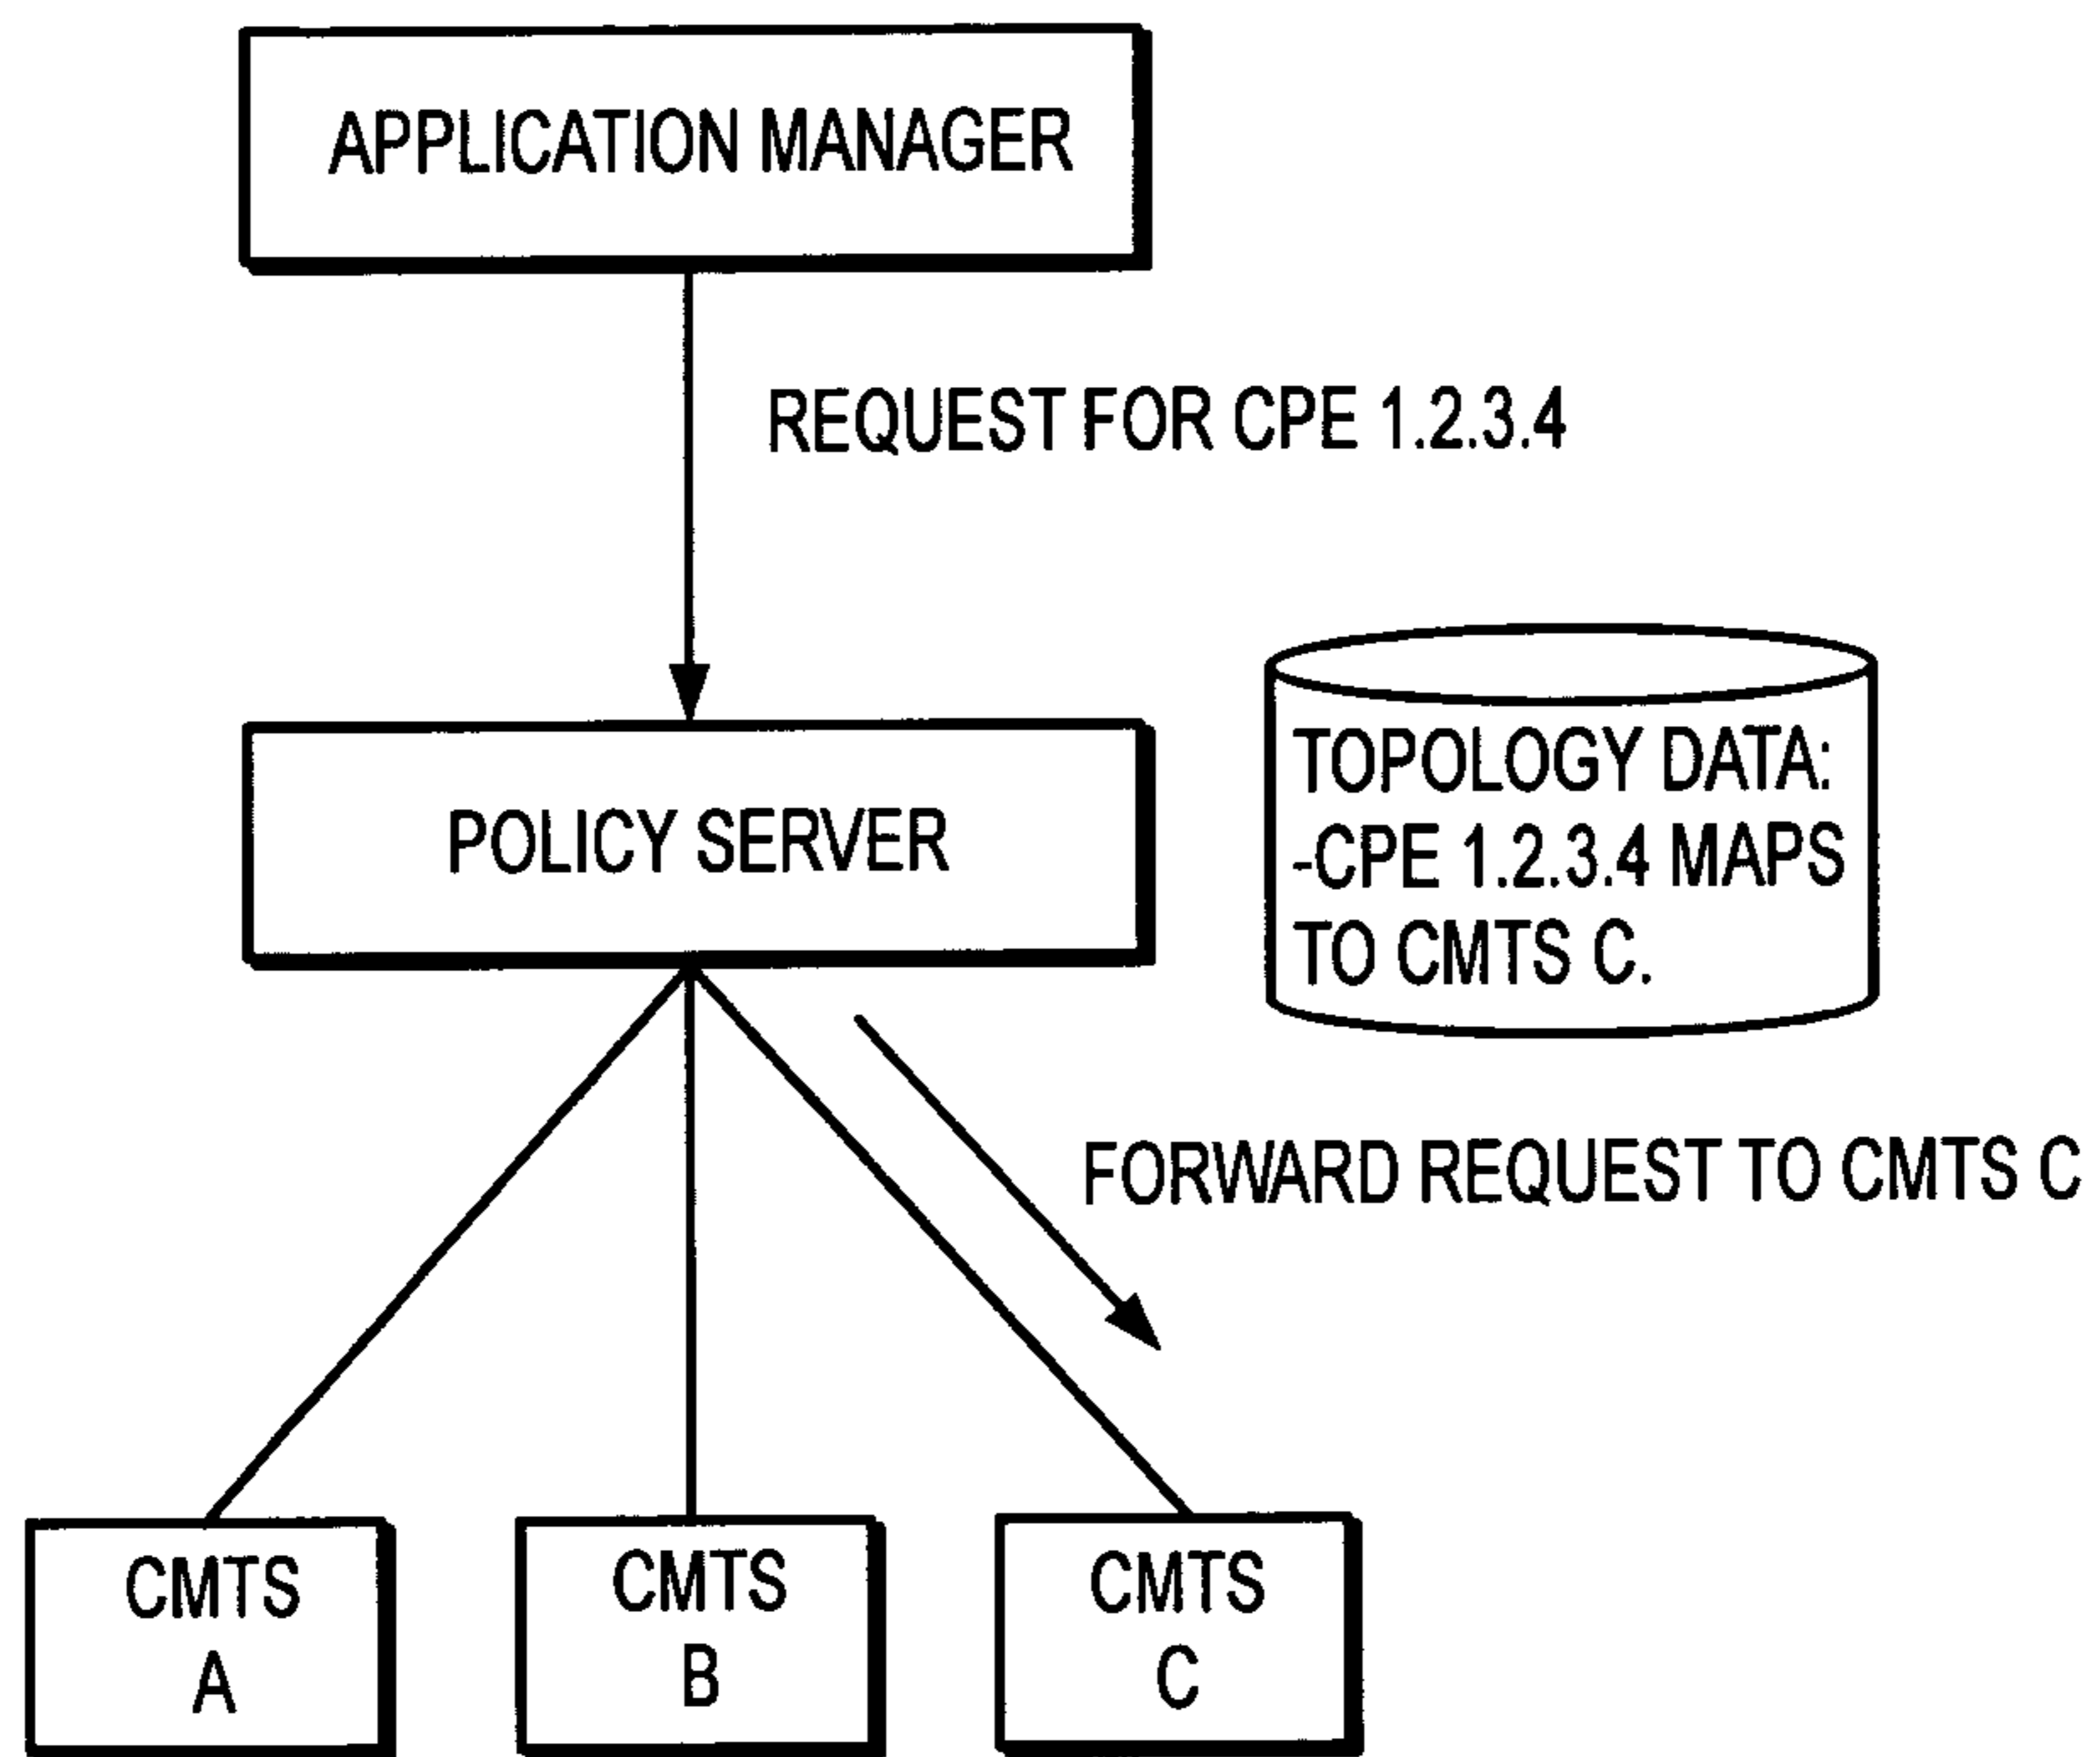 APPLICATION MANAGER
REQUEST FOR CPE 1.2.3.4
POLICY SERVER
TOPOLOGY DATA:
-CPE 1.2.3.4 MAPS
TO CMTS C.
FORWARD REQUEST TO CMTS C
CMTS
A
CMTS
B
CMTS
C